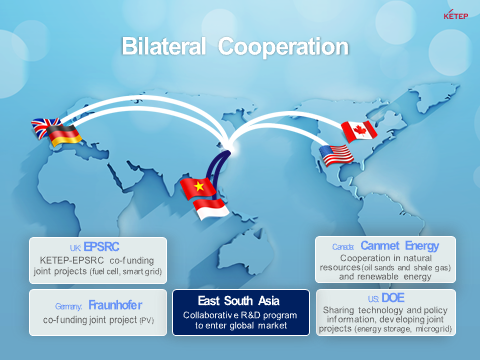 KETEP
Bilateral Cooperation
UK: EPSRC
KETEP-EPSRC co-funding
joint projects (fuel cell, smart grid)
Canada: Canmet Energy
Cooperation in natural
resources (oil sands and shale gas)
and renewable energy
Germany: Fraunhofer
co-funding joint project (PV)
East South Asia
Collaborative R&D program
to enter global market
US: DOE
Sharing technology and policy
information, developing joint
projects (energy storage, microgrid)